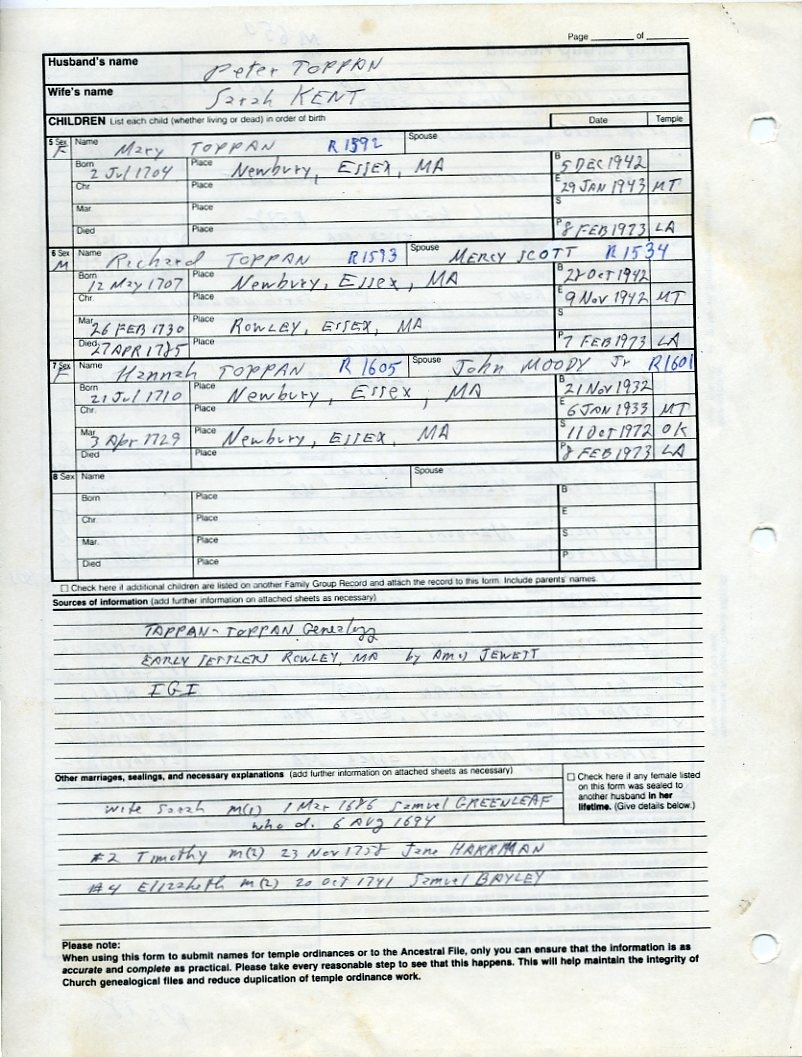 Page ______ of ______
Husband's name Peter TOPPAN
Wife's name Sarah KENT
CHILDREN List each child (whether living or dead) in order of birth Date Temple
5 Sex F Name Mary TOPPAN R1592 Spouse
Born 2 Jul 1704 Place Newbury, ESSEX, MA B 5 DEC 1942
Chr. Place E 29 JAN 1943 MT
Mar. Place S
Died Place P 8 FEB 1973 LA
6 Sex M Name Richard TOPPAN R1593 Spouse MERCY SCOTT R1534
Born 12 May 1707 Place Newbury, ESSEX, MA B 28 Oct 1942
Chr. Place E 9 Nov 1942 MT
Mar. 26 FEB 1730 Place ROWLEY, ESSEX, MA S
Died 27 APR 1785 Place P 7 FEB 1973 LA
7 Sex F Name Hannah TOPPAN R1605 Spouse John MOODY Jr R1601
Born 21 Jul 1710 Place Newbury, Essex, MA B 21 Nov 1932
Chr. Place E 6 JAN 1933 MT
Mar. 3 Apr 1729 Place Newbury, ESSEX, MA S 11 Oct 1972 OK
Died Place P 8 FEB 1973 LA
8 Sex Name Spouse
Born Place B
Chr. Place E
Mar. Place S
Died Place P
☐ Check here if additional children are listed on another Family Group Record and attach the record to this form. Include parents' names.
Sources of information (add further information on attached sheets as necessary)
TAPPAN-TOPPAN Genealogy
EARLY SETTLERS ROWLEY, MA by Amos JEWETT
IGI
Other marriages, sealings, and necessary explanations (add further information on attached sheets as necessary)
☐ Check here if any female listed
on this form was sealed to
another husband in her
lifetime. (Give details below.)
wife Sarah m(1) 1 Mar 1686 Samuel GREENLEAF
who d. 6 AUG 1694
#2 Timothy m(2) 23 Nov 1758 Jane HARRIMAN
#4 Elizabeth m(2) 20 Oct 1741 Samuel BAYLEY
Please note:
When using this form to submit names for temple ordinances or to the Ancestral File, only you can ensure that the information is as
accurate and complete as practical. Please take every reasonable step to see that this happens. This will help maintain the integrity of
Church genealogical files and reduce duplication of temple ordinance work.